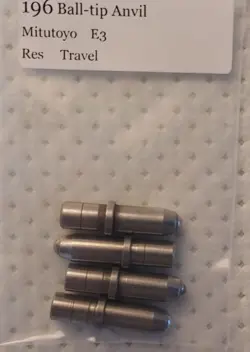 196 Ball-tip Anvil
Mitutoyo E3
Res Travel